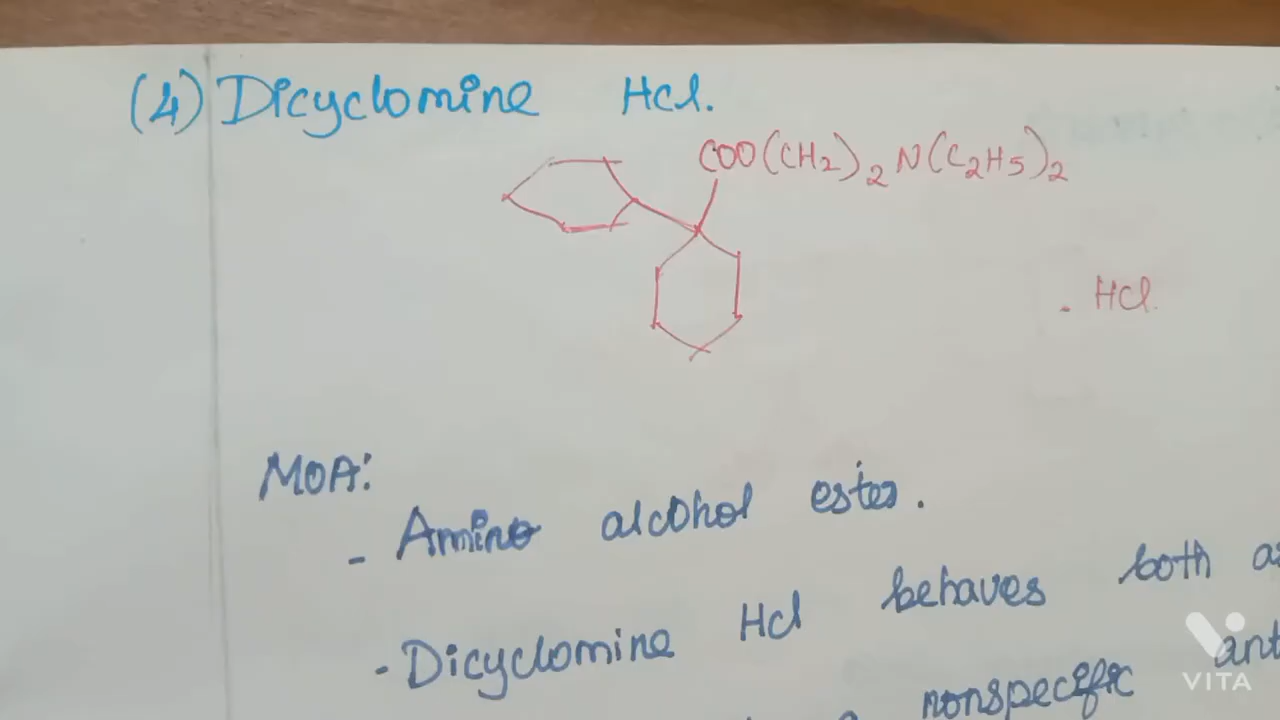 (4) Dicyclomine HCl.
COO(CH2)2N(C2H5)2
. HCl
MOA:
- Amino alcohol ester.
- Dicyclomine HCl behaves both as
nonspecific ant
VITA